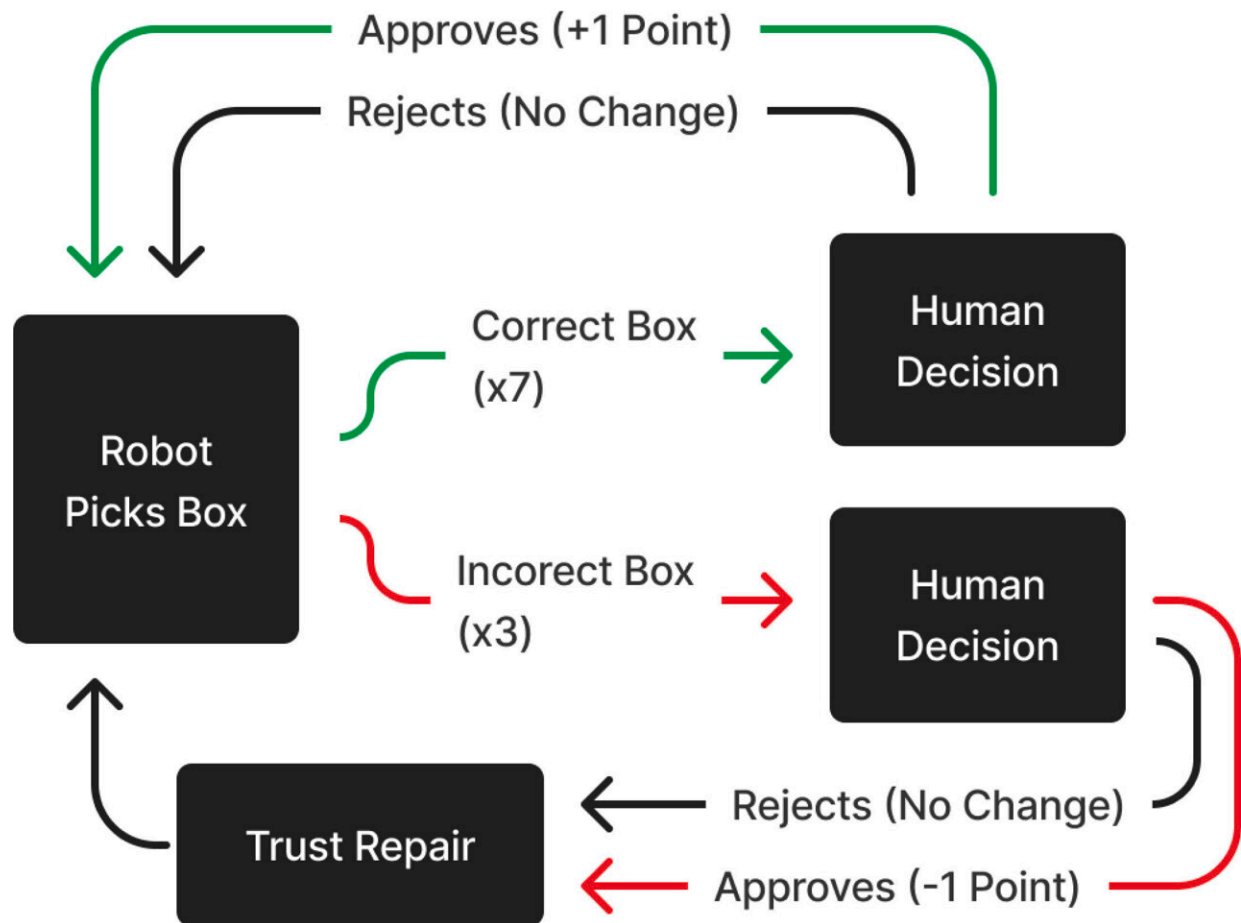 Approves (+1 Point)
Rejects (No Change)
Robot
Picks Box
Correct Box
(x7)
Human
Decision
Incorect Box
(x3)
Human
Decision
Rejects (No Change)
Trust Repair
Approves (-1 Point)